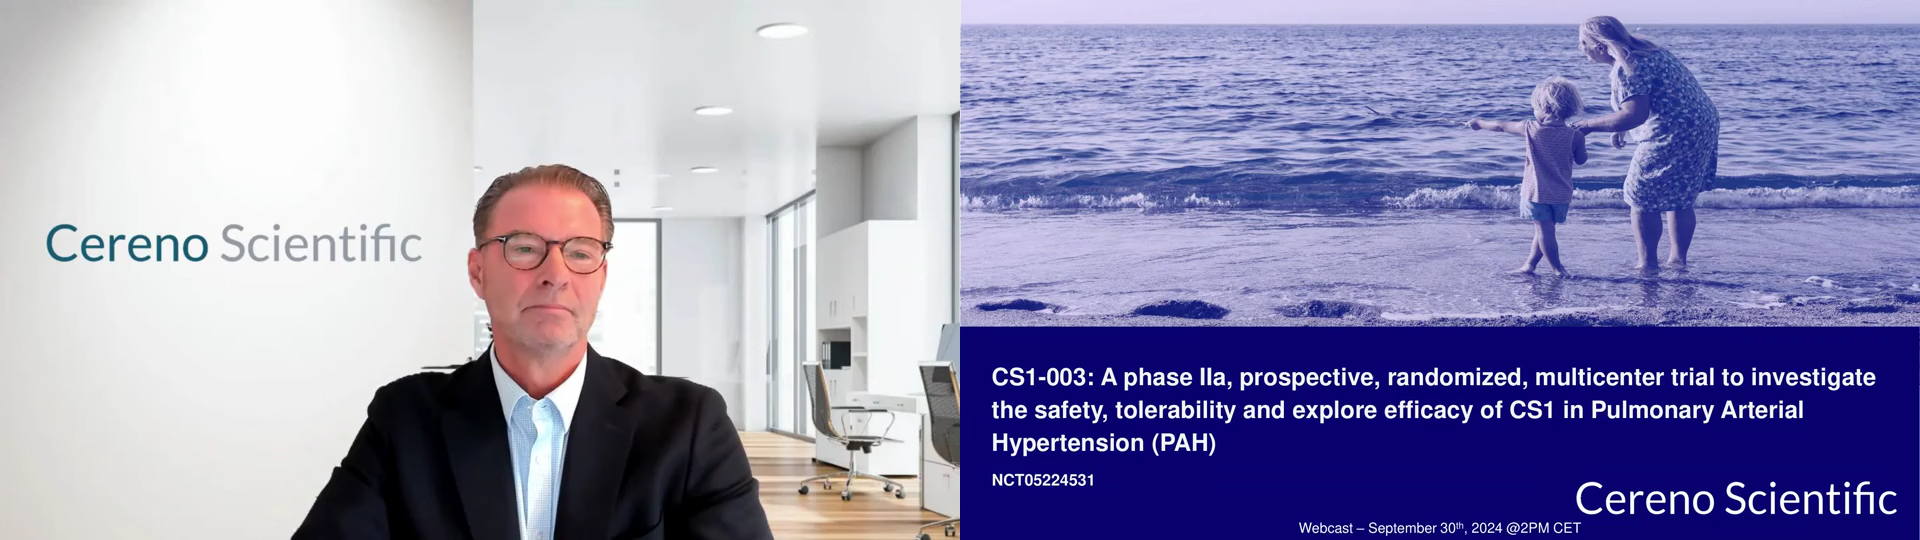 Cereno Scientific
CS1-003: A phase IIa, prospective, randomized, multicenter trial to investigate
the safety, tolerability and explore efficacy of CS1 in Pulmonary Arterial
Hypertension (PAH)
NCT05224531
Cereno Scientific
Webcast – September 30th, 2024 @2PM CET